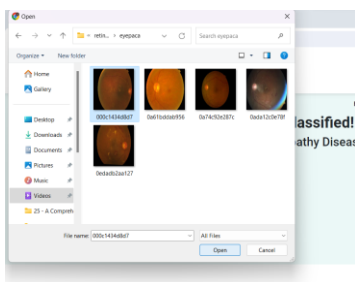 Open
retin... › eyepaca
Search eyepaca
Organize
New folder
Home
Gallery
Desktop
Downloads
Documents
Pictures
Music
Videos
25 - A Compreh
000c1434d8d7
0a61bddab956
0a74c92e287c
0ada12c0e78f
0edadb2aa127
File name:
000c1434d8d7
All Files
Open
Cancel
lassified!
athy Diseas